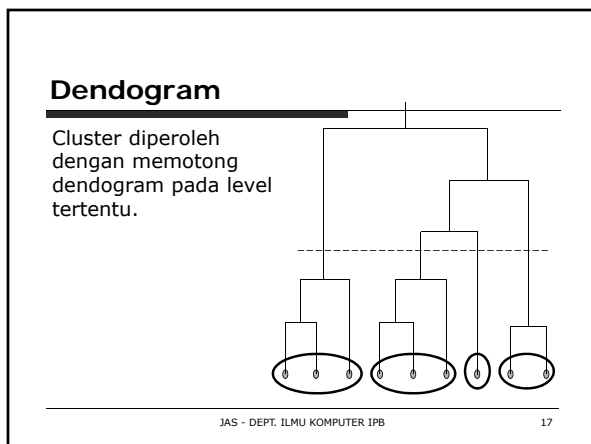 Dendogram
Cluster diperoleh
dengan memotong
dendogram pada level
tertentu.
JAS - DEPT. ILMU KOMPUTER IPB 17